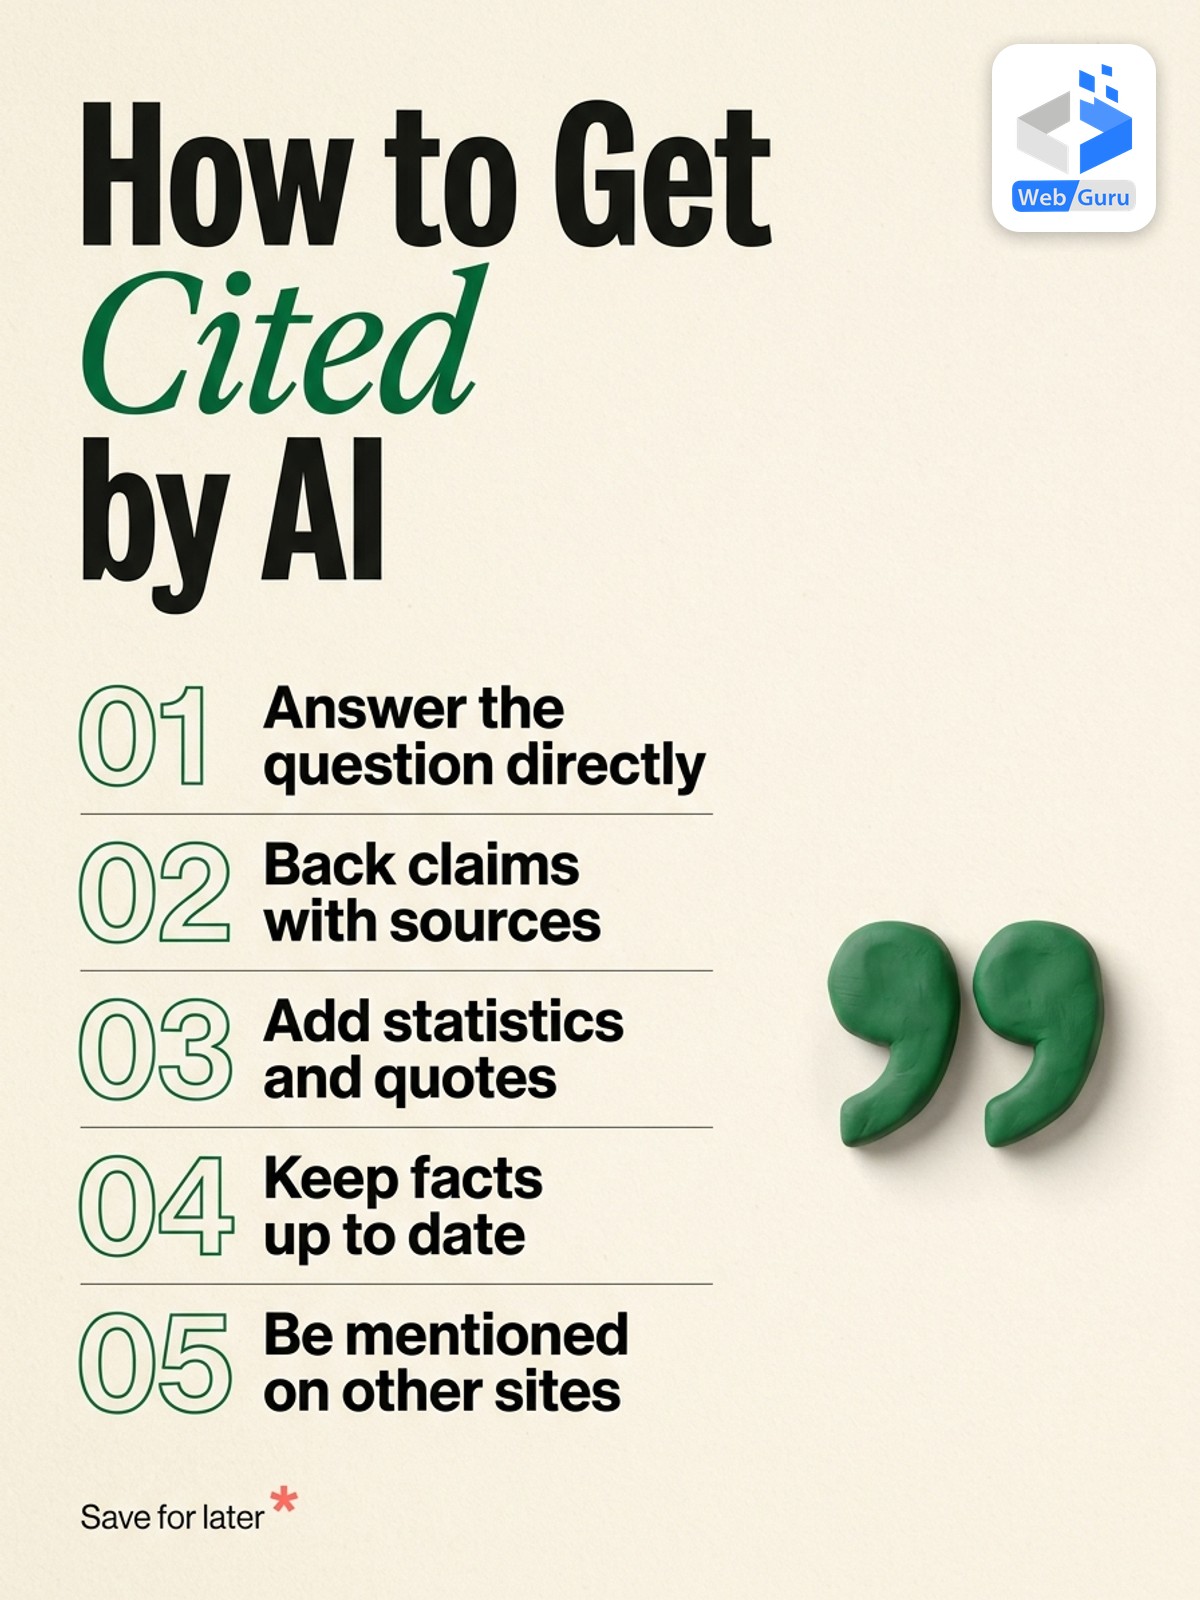 Web Guru
How to Get
Cited
by AI
01 Answer the
question directly
02 Back claims
with sources
03 Add statistics
and quotes
04 Keep facts
up to date
05 Be mentioned
on other sites
Save for later*